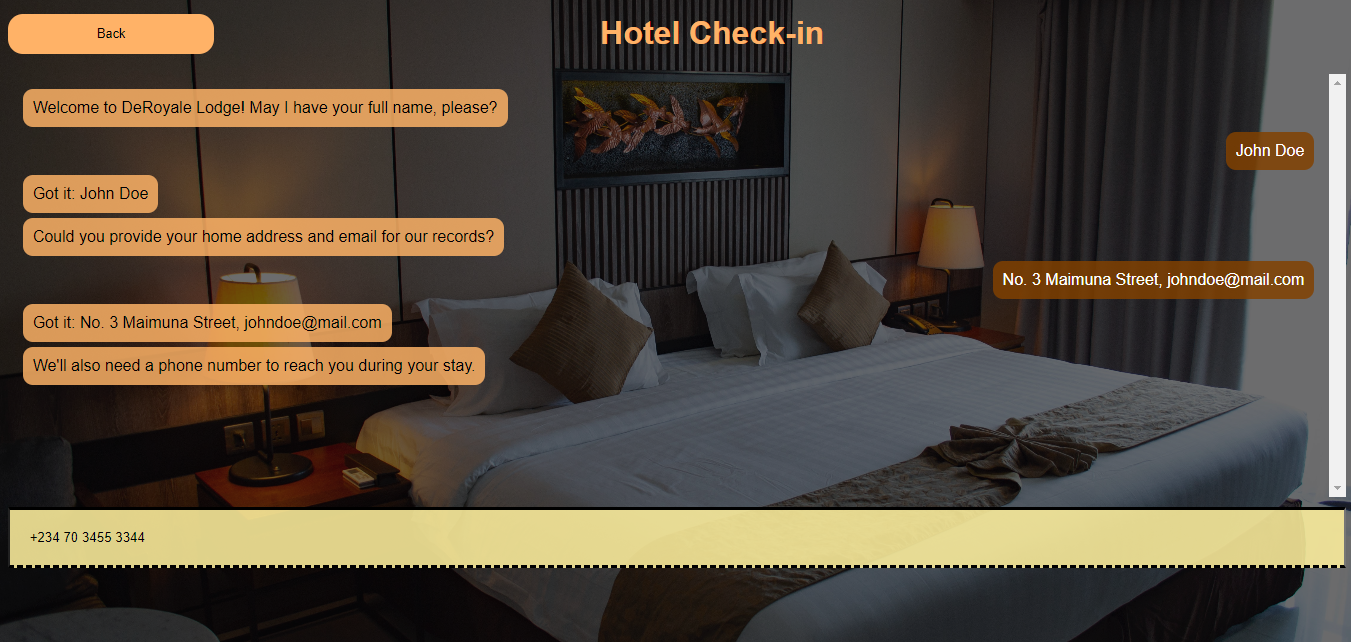 Back
Hotel Check-in
Welcome to DeRoyale Lodge! May I have your full name, please?
John Doe
Got it: John Doe
Could you provide your home address and email for our records?
No. 3 Maimuna Street, johndoe@mail.com
Got it: No. 3 Maimuna Street, johndoe@mail.com
We'll also need a phone number to reach you during your stay.
+234 70 3455 3344